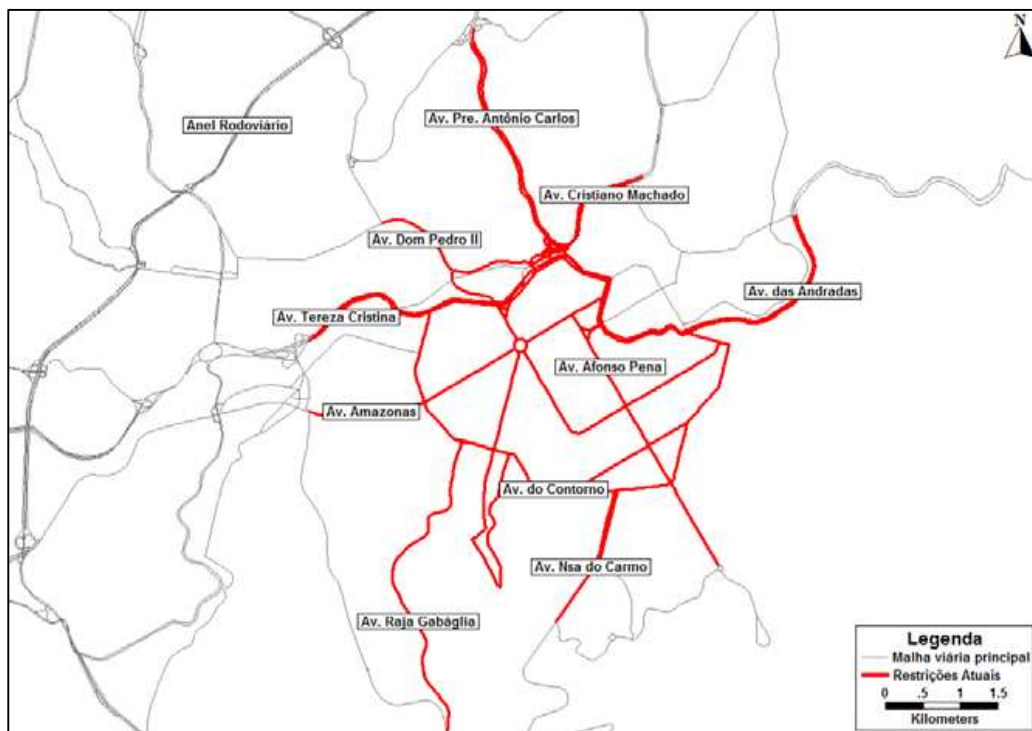 N
Av. Pre. Antônio Carlos
Anel Rodoviário
Av. Cristiano Machado
Av. Dom Pedro II
Av. das Andradas
Av. Tereza Cristina
Av. Afonso Pena
Av. Amazonas
Av. do Contorno
Av. Nsa do Carmo
Av. Raja Gabáglia
Legenda
Malha viária principal
Restrições Atuais
0 .5 1 1.5
Kilometers